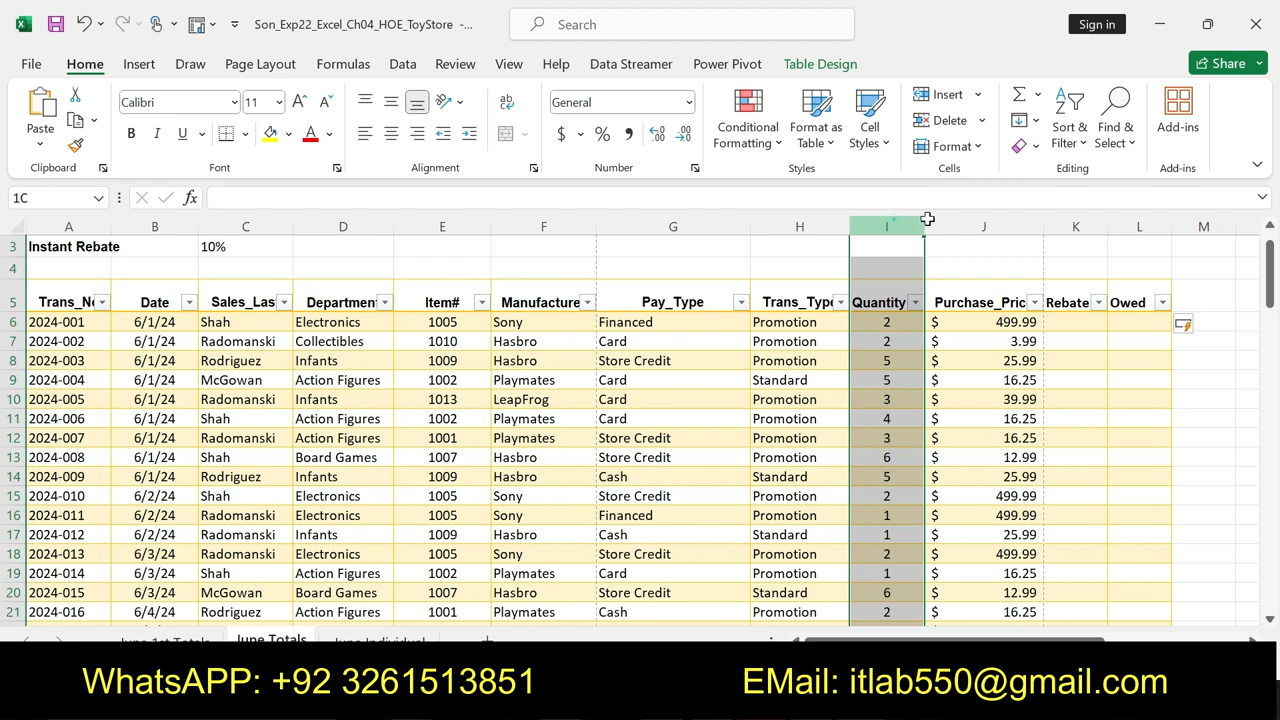 Son_Exp22_Excel_Ch04_HOE_ToyStore -...
Search
Sign in
File Home Insert Draw Page Layout Formulas Data Review View Help Data Streamer Power Pivot Table Design Share
Paste
Calibri 11
B I U
ab
General
$ % 9
Conditional Formatting
Format as Table
Cell Styles
Insert
Delete
Format
Sort & Filter
Find & Select
Add-ins
Clipboard Font Alignment Number Styles Cells Editing Add-ins
1C fx
A B C D E F G H I J K L M
3 Instant Rebate 10%
4
5 Trans_No Date Sales_Las Departmen Item# Manufacture Pay_Type Trans_Type Quantity Purchase_Pric Rebate Owed
6 2024-001 6/1/24 Shah Electronics 1005 Sony Financed Promotion 2 $ 499.99
7 2024-002 6/1/24 Radomanski Collectibles 1010 Hasbro Card Promotion 2 $ 3.99
8 2024-003 6/1/24 Rodriguez Infants 1009 Hasbro Store Credit Promotion 5 $ 25.99
9 2024-004 6/1/24 McGowan Action Figures 1002 Playmates Card Standard 5 $ 16.25
10 2024-005 6/1/24 Radomanski Infants 1013 LeapFrog Card Promotion 3 $ 39.99
11 2024-006 6/1/24 Shah Action Figures 1002 Playmates Card Promotion 4 $ 16.25
12 2024-007 6/1/24 Radomanski Action Figures 1001 Playmates Store Credit Promotion 3 $ 16.25
13 2024-008 6/1/24 Shah Board Games 1007 Hasbro Store Credit Promotion 6 $ 12.99
14 2024-009 6/1/24 Rodriguez Infants 1009 Hasbro Cash Standard 5 $ 25.99
15 2024-010 6/2/24 Shah Electronics 1005 Sony Store Credit Promotion 2 $ 499.99
16 2024-011 6/2/24 Radomanski Electronics 1005 Sony Financed Promotion 1 $ 499.99
17 2024-012 6/2/24 Radomanski Infants 1009 Hasbro Cash Standard 1 $ 25.99
18 2024-013 6/3/24 Radomanski Electronics 1005 Sony Store Credit Promotion 2 $ 499.99
19 2024-014 6/3/24 Shah Action Figures 1002 Playmates Card Promotion 1 $ 16.25
20 2024-015 6/3/24 McGowan Board Games 1007 Hasbro Store Credit Standard 6 $ 12.99
21 2024-016 6/4/24 Rodriguez Action Figures 1001 Playmates Cash Promotion 2 $ 16.25
June 1st Totals June Totals June Individual
WhatsAPP: +92 3261513851 EMail: itlab550@gmail.com